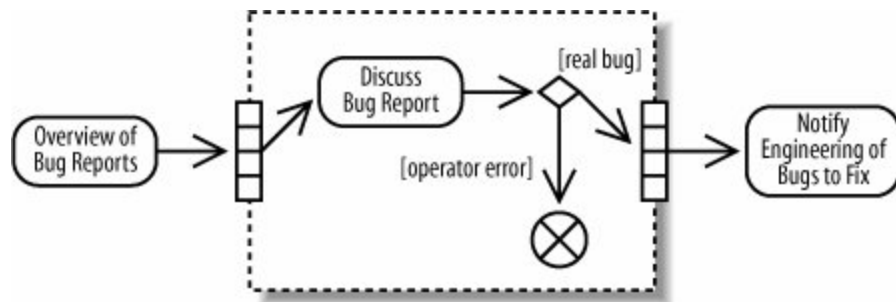 Overview of
Bug Reports
Discuss
Bug Report
[real bug]
[operator error]
Notify
Engineering of
Bugs to Fix